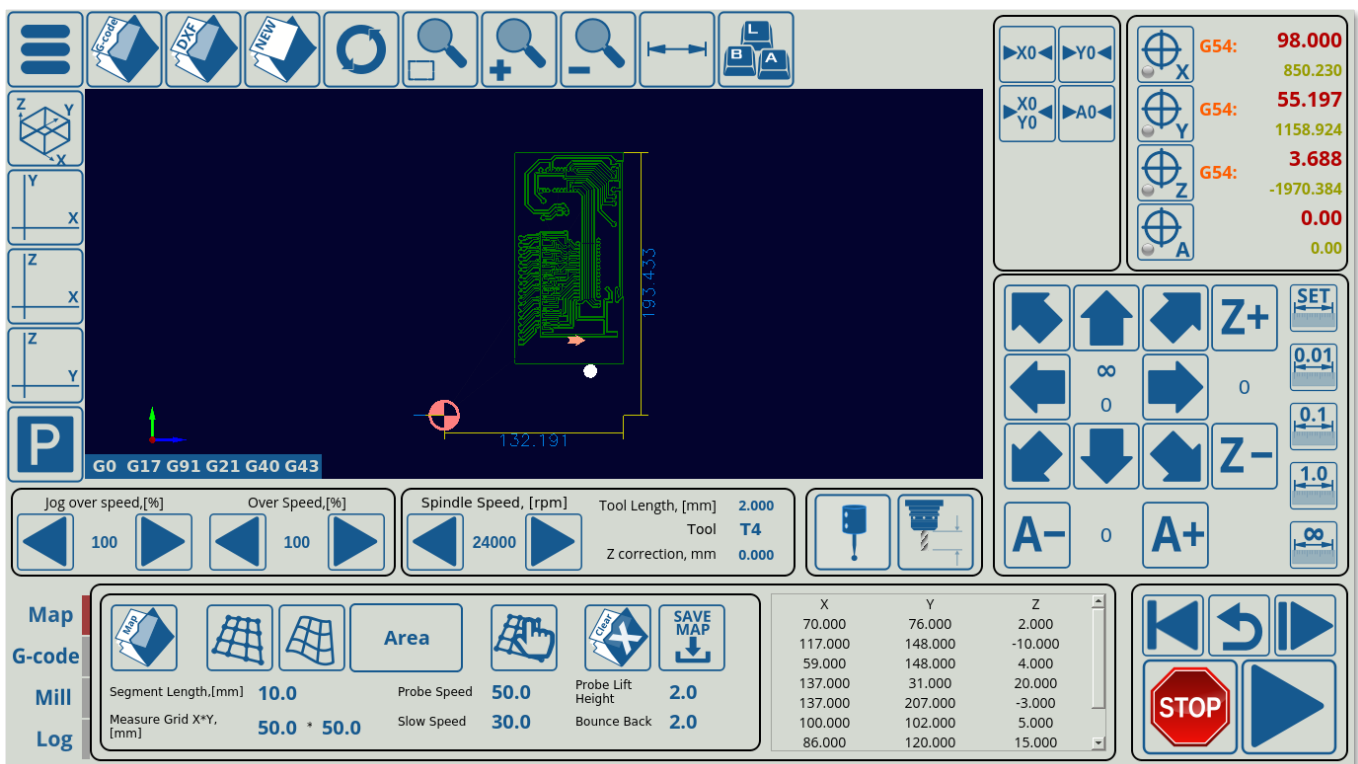 G-code
DXF
NEW
L
B A
▶X0◀ ▶Y0◀
▶X0 Y0◀ ▶A0◀
X G54: 98.000
850.230
Y G54: 55.197
1158.924
Z G54: 3.688
-1970.384
A 0.00
0.00
Z Y X
Y X
Z X
Z Y
P
193.433
132.191
G0 G17 G91 G21 G40 G43
Z+
SET
0.01
∞
0
0
0.1
Z-
1.0
A- 0 A+
∞
Jog over speed,[%] Over Speed,[%]
100 100
Spindle Speed, [rpm]
24000
Tool Length, [mm] 2.000
Tool T4
Z correction, mm 0.000
Map
G-code
Mill
Log
Map
Area
Clear X
SAVE
MAP
Segment Length,[mm] 10.0
Probe Speed 50.0
Probe Lift
Height 2.0
Measure Grid X*Y,
[mm] 50.0 * 50.0
Slow Speed 30.0
Bounce Back 2.0
X Y Z
70.000 76.000 2.000
117.000 148.000 -10.000
59.000 148.000 4.000
137.000 31.000 20.000
137.000 207.000 -3.000
100.000 102.000 5.000
86.000 120.000 15.000
STOP